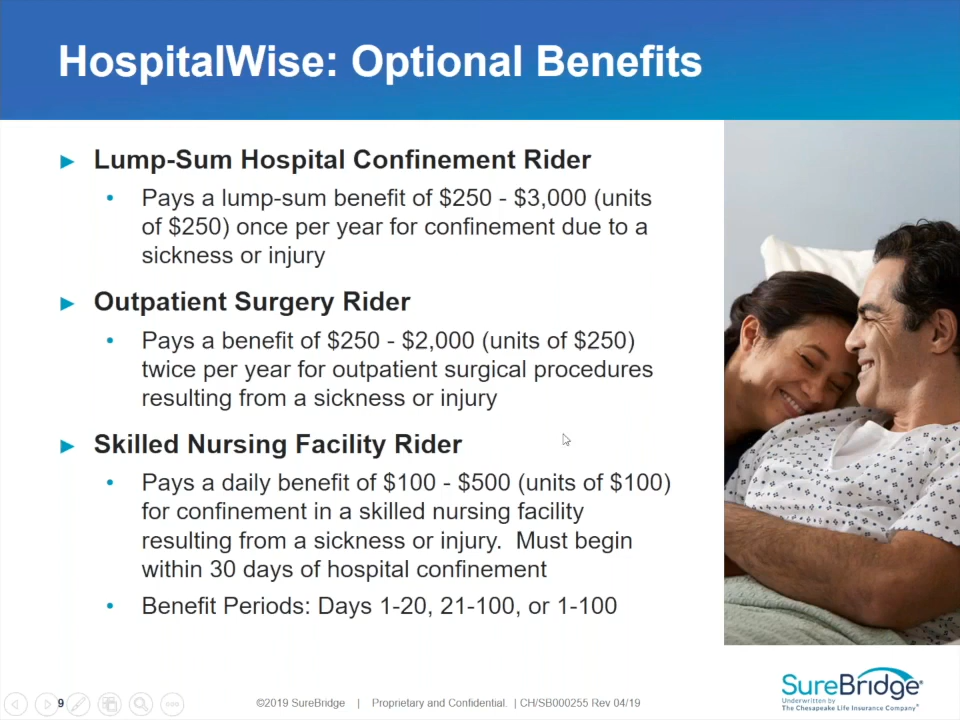 HospitalWise: Optional Benefits
► Lump-Sum Hospital Confinement Rider
• Pays a lump-sum benefit of $250 - $3,000 (units
of $250) once per year for confinement due to a
sickness or injury
► Outpatient Surgery Rider
• Pays a benefit of $250 - $2,000 (units of $250)
twice per year for outpatient surgical procedures
resulting from a sickness or injury
► Skilled Nursing Facility Rider
• Pays a daily benefit of $100 - $500 (units of $100)
for confinement in a skilled nursing facility
resulting from a sickness or injury.  Must begin
within 30 days of hospital confinement
• Benefit Periods: Days 1-20, 21-100, or 1-100
9
©2019 SureBridge | Proprietary and Confidential. | CH/SB000255 Rev 04/19
SureBridge®
Underwritten by
The Chesapeake Life Insurance Company®